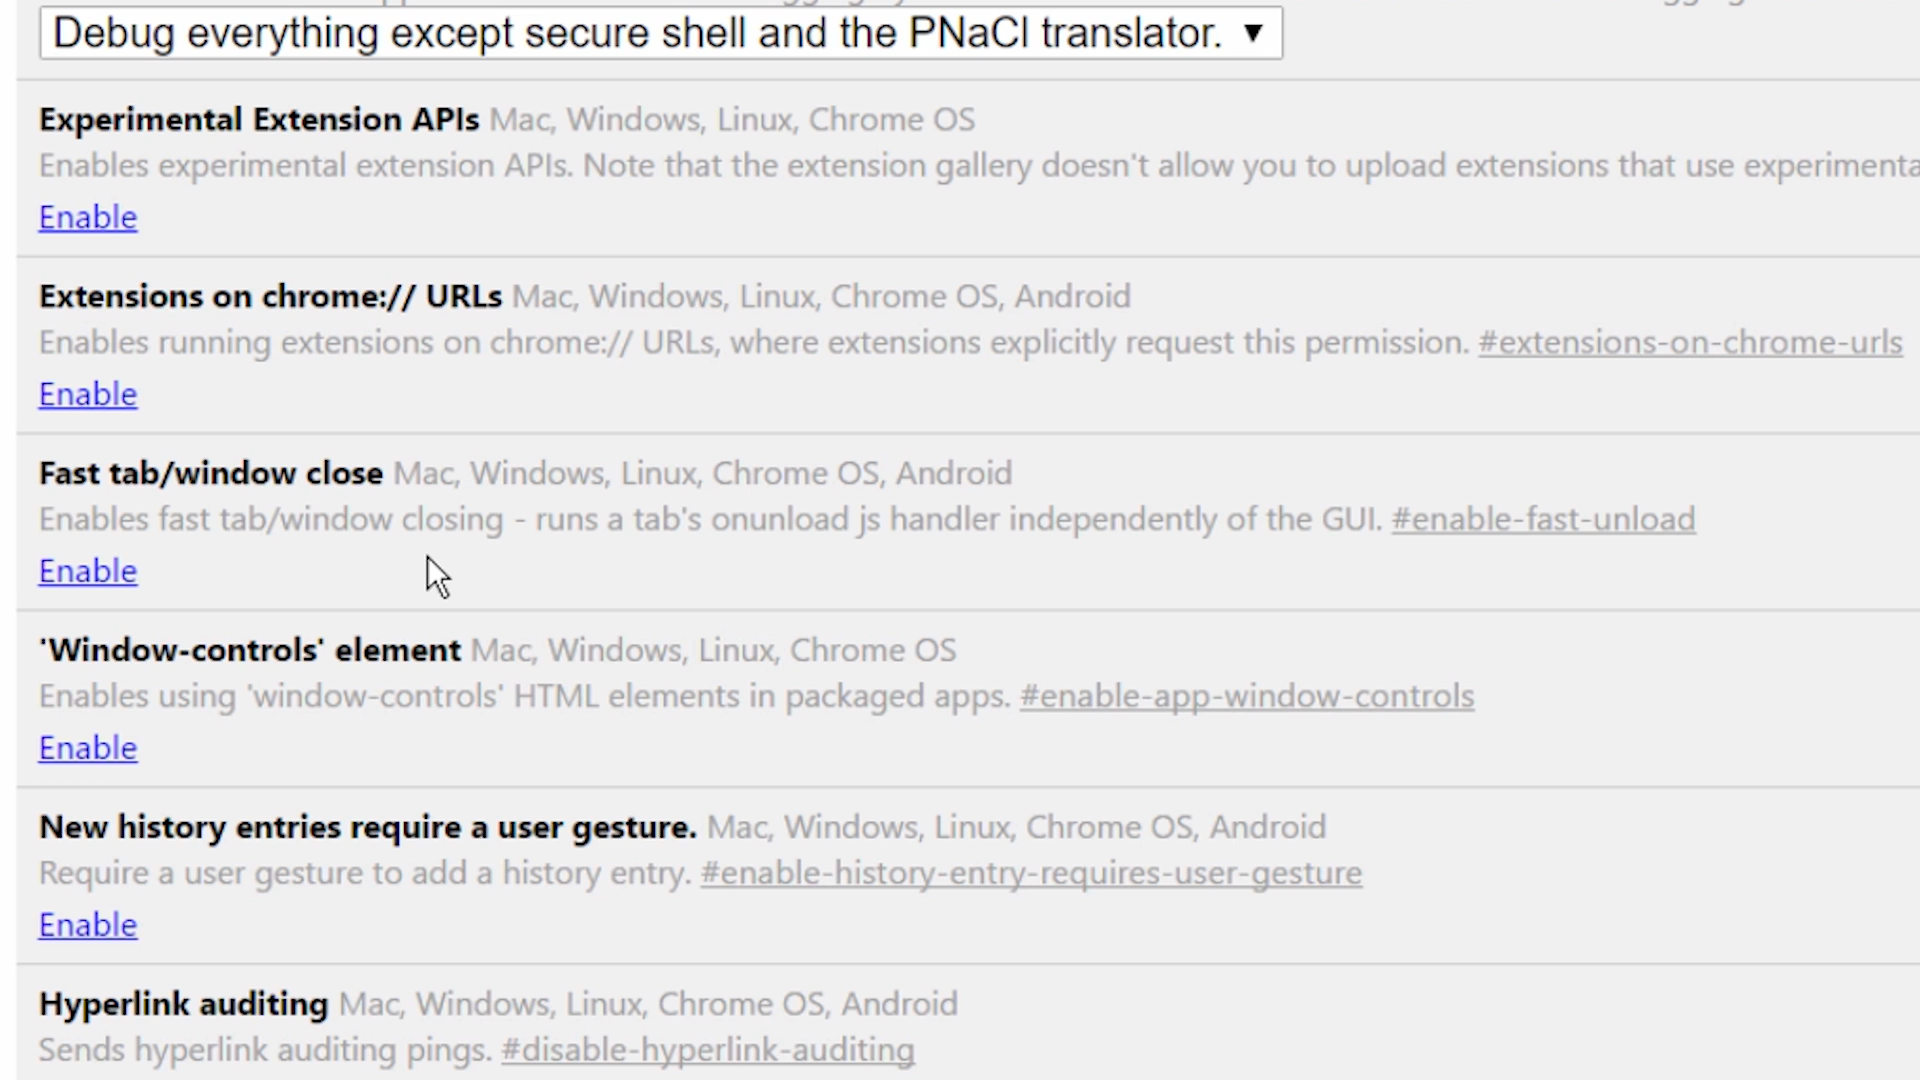 Debug everything except secure shell and the PNaCl translator. ▼
Experimental Extension APIs Mac, Windows, Linux, Chrome OS
Enables experimental extension APIs. Note that the extension gallery doesn't allow you to upload extensions that use experimenta
Enable
Extensions on chrome:// URLs Mac, Windows, Linux, Chrome OS, Android
Enables running extensions on chrome:// URLs, where extensions explicitly request this permission. #extensions-on-chrome-urls
Enable
Fast tab/window close Mac, Windows, Linux, Chrome OS, Android
Enables fast tab/window closing - runs a tab's onunload js handler independently of the GUI. #enable-fast-unload
Enable
'Window-controls' element Mac, Windows, Linux, Chrome OS
Enables using 'window-controls' HTML elements in packaged apps. #enable-app-window-controls
Enable
New history entries require a user gesture. Mac, Windows, Linux, Chrome OS, Android
Require a user gesture to add a history entry. #enable-history-entry-requires-user-gesture
Enable
Hyperlink auditing Mac, Windows, Linux, Chrome OS, Android
Sends hyperlink auditing pings. #disable-hyperlink-auditing